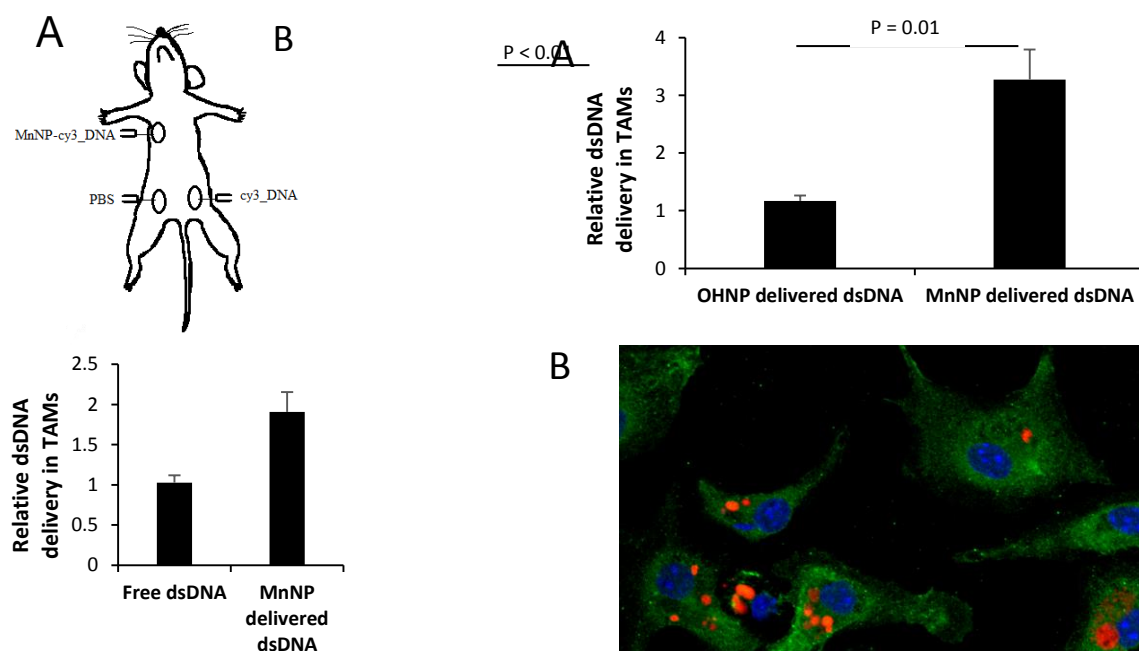 A
B
MnNP-cy3_DNA
PBS
cy3_DNA
P < 0.01
A
P = 0.01
4
3
2
1
0
Relative dsDNA
delivery in TAMs
OHNP delivered dsDNA
MnNP delivered dsDNA
2.5
2
1.5
1
0.5
0
Relative dsDNA
delivery in TAMs
Free dsDNA
MnNP
delivered
dsDNA
B